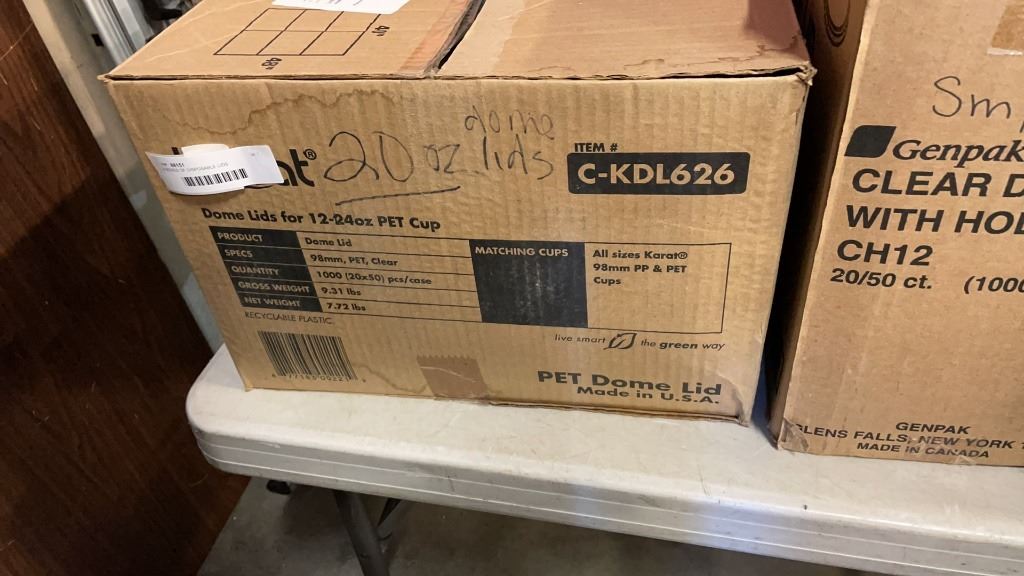 20 oz. dome lids
at®
ITEM #
C-KDL626
Dome Lids for 12-24oz PET Cup
PRODUCT Dome Lid
SPECS 98mm, PET, Clear
QUANTITY 1000 (20x50) pcs/case
GROSS WEIGHT 9.31 lbs
NET WEIGHT 7.72 lbs
MATCHING CUPS
All sizes Karat®
98mm PP & PET
Cups
RECYCLABLE PLASTIC
live smart the green way
PET Dome Lid
Made in U.S.A.
Sm
Genpak
CLEAR D
WITH HOL
CH12
20/50 ct. (100
GENPAK
GLENS FALLS, NEW YORK
MADE IN CANADA